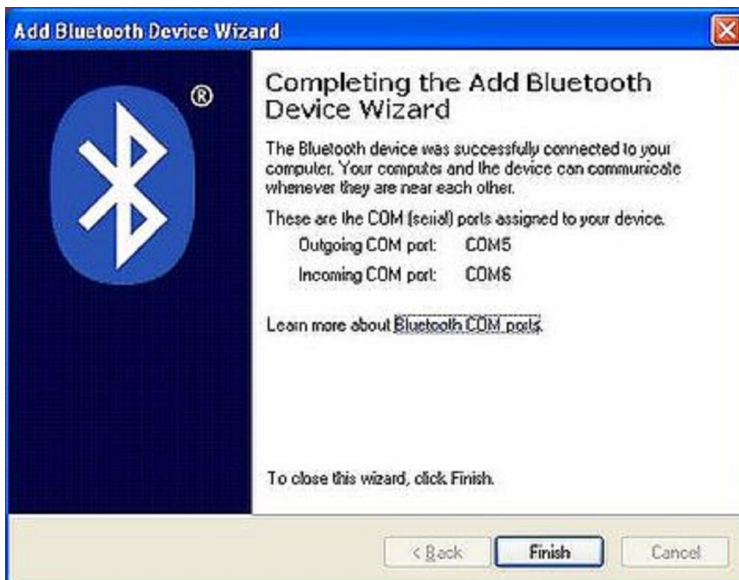 Add Bluetooth Device Wizard
®
Completing the Add Bluetooth
Device Wizard
The Bluetooth device was successfully connected to your
computer. Your computer and the device can communicate
whenever they are near each other.
These are the COM (serial) ports assigned to your device.
Outgoing COM port: COM5
Incoming COM port: COM6
Learn more about Bluetooth COM ports.
To close this wizard, click Finish.
< Back Finish Cancel